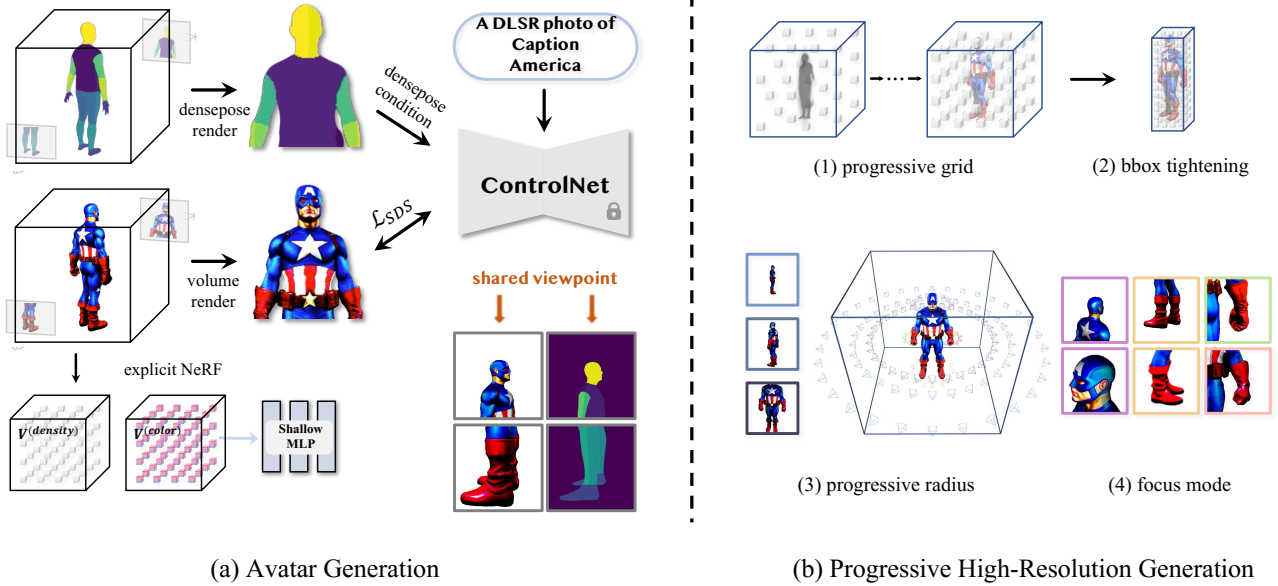 A DLSR photo of
Caption
America
densepose
render
densepose
condition
ControlNet
volume
render
ℒ_SDS
shared viewpoint
explicit NeRF
V^(density)
V^(color)
Shallow
MLP
(a) Avatar Generation
(1) progressive grid
(2) bbox tightening
(3) progressive radius
(4) focus mode
(b) Progressive High-Resolution Generation